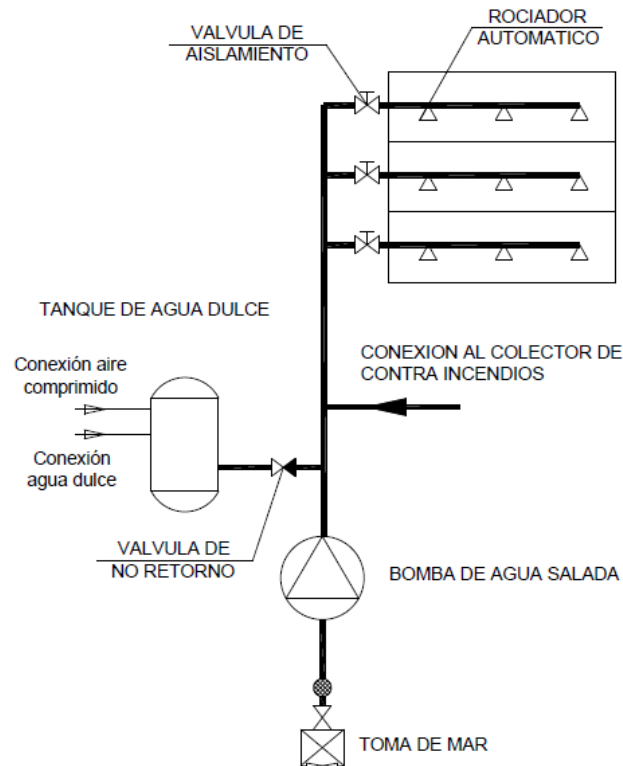 VALVULA DE
AISLAMIENTO
ROCIADOR
AUTOMATICO
TANQUE DE AGUA DULCE
Conexión aire
comprimido
CONEXION AL COLECTOR DE
CONTRA INCENDIOS
Conexión
agua dulce
VALVULA DE
NO RETORNO
BOMBA DE AGUA SALADA
TOMA DE MAR